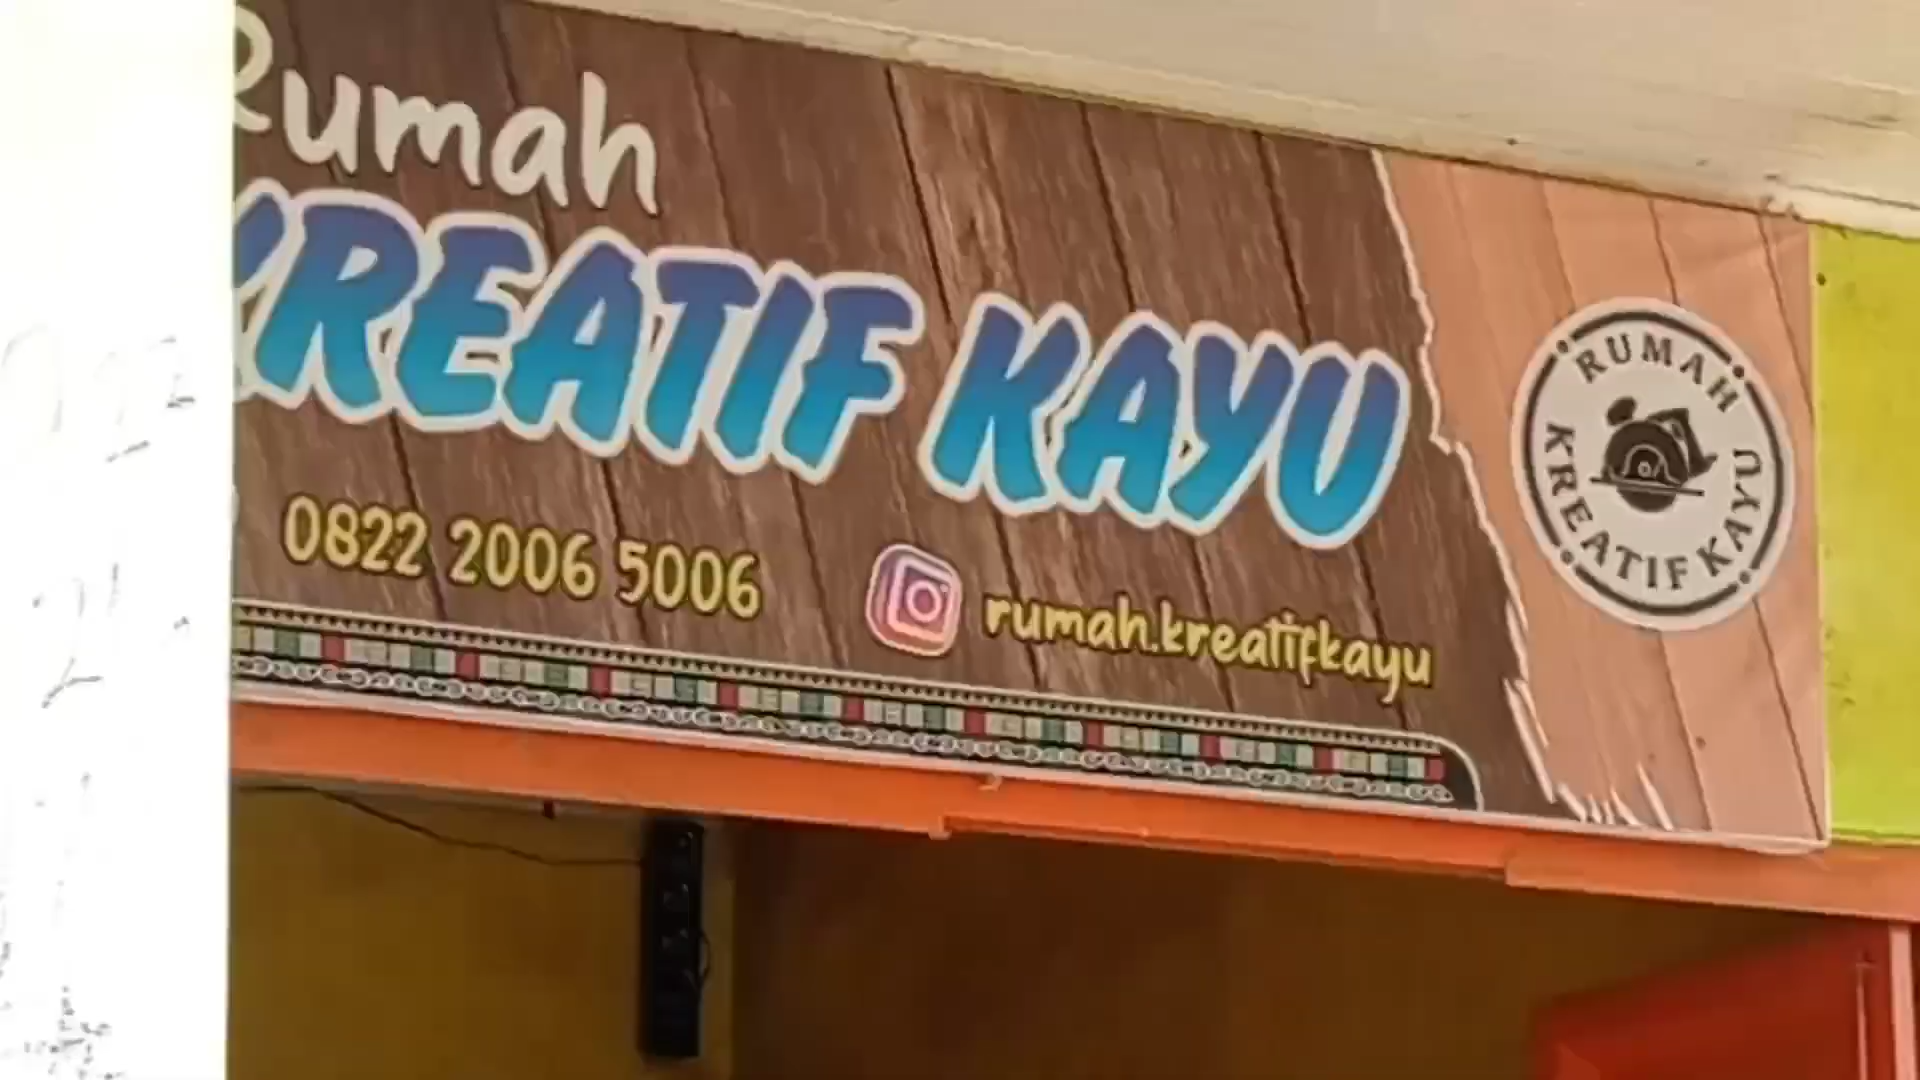 Rumah
KREATIF KAYU
0822 2006 5006
rumah.kreatifkayu
RUMAH
KREATIF KAYU